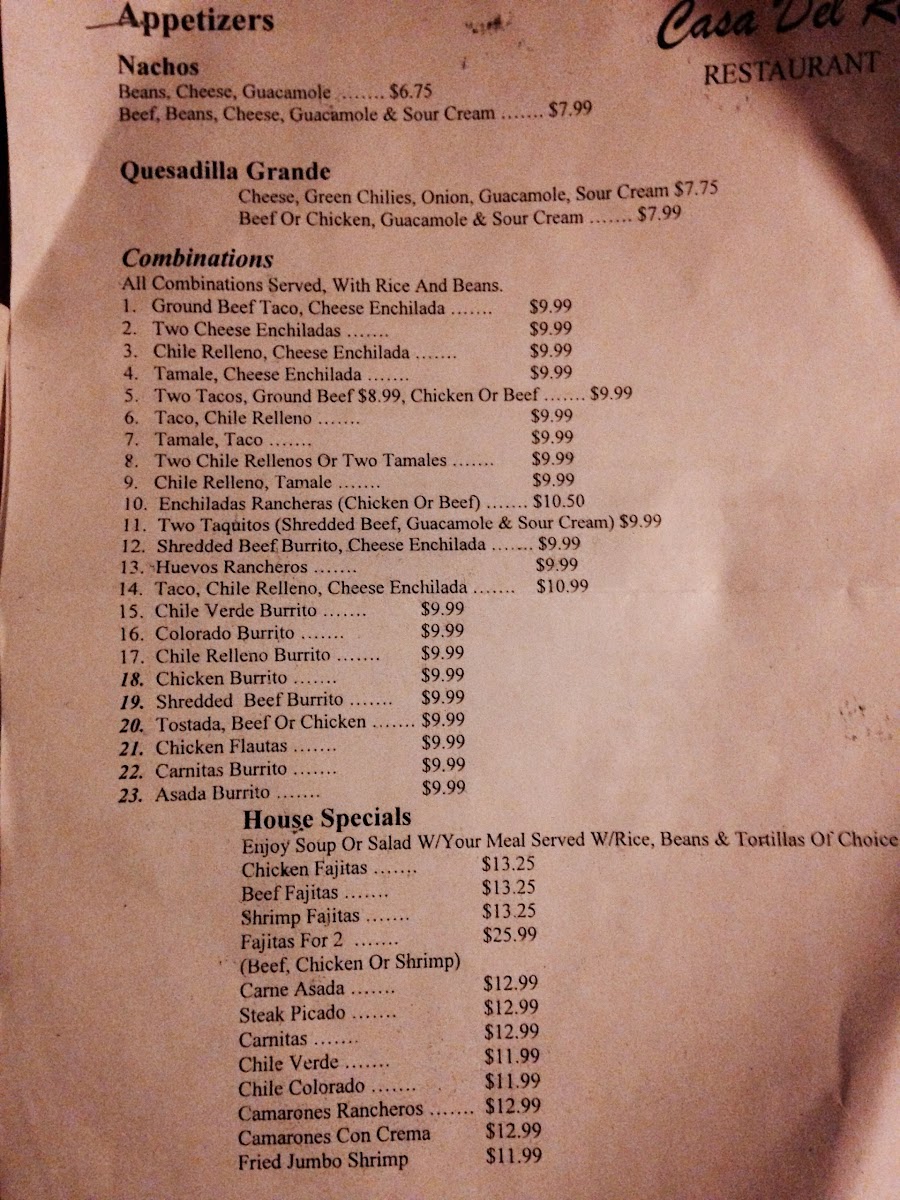 Appetizers
Casa Del
RESTAURANT
Nachos
Beans, Cheese, Guacamole ....... $6.75
Beef, Beans, Cheese, Guacamole & Sour Cream ....... $7.99
Quesadilla Grande
Cheese, Green Chilies, Onion, Guacamole, Sour Cream $7.75
Beef Or Chicken, Guacamole & Sour Cream ....... $7.99
Combinations
All Combinations Served, With Rice And Beans.
1. Ground Beef Taco, Cheese Enchilada ....... $9.99
2. Two Cheese Enchiladas ....... $9.99
3. Chile Relleno, Cheese Enchilada ....... $9.99
4. Tamale, Cheese Enchilada ....... $9.99
5. Two Tacos, Ground Beef $8.99, Chicken Or Beef ....... $9.99
6. Taco, Chile Relleno ....... $9.99
7. Tamale, Taco ....... $9.99
8. Two Chile Rellenos Or Two Tamales ....... $9.99
9. Chile Relleno, Tamale ....... $9.99
10. Enchiladas Rancheras (Chicken Or Beef) ....... $10.50
11. Two Taquitos (Shredded Beef, Guacamole & Sour Cream) $9.99
12. Shredded Beef Burrito, Cheese Enchilada ....... $9.99
13. Huevos Rancheros ....... $9.99
14. Taco, Chile Relleno, Cheese Enchilada ....... $10.99
15. Chile Verde Burrito ....... $9.99
16. Colorado Burrito ....... $9.99
17. Chile Relleno Burrito ....... $9.99
18. Chicken Burrito ....... $9.99
19. Shredded Beef Burrito ....... $9.99
20. Tostada, Beef Or Chicken ....... $9.99
21. Chicken Flautas ....... $9.99
22. Carnitas Burrito ....... $9.99
23. Asada Burrito ....... $9.99
House Specials
Enjoy Soup Or Salad W/Your Meal Served W/Rice, Beans & Tortillas Of Choice
Chicken Fajitas ....... $13.25
Beef Fajitas ....... $13.25
Shrimp Fajitas ....... $13.25
Fajitas For 2 ....... $25.99
(Beef, Chicken Or Shrimp)
Carne Asada ....... $12.99
Steak Picado ....... $12.99
Carnitas ....... $12.99
Chile Verde ....... $11.99
Chile Colorado ....... $11.99
Camarones Rancheros ....... $12.99
Camarones Con Crema $12.99
Fried Jumbo Shrimp $11.99